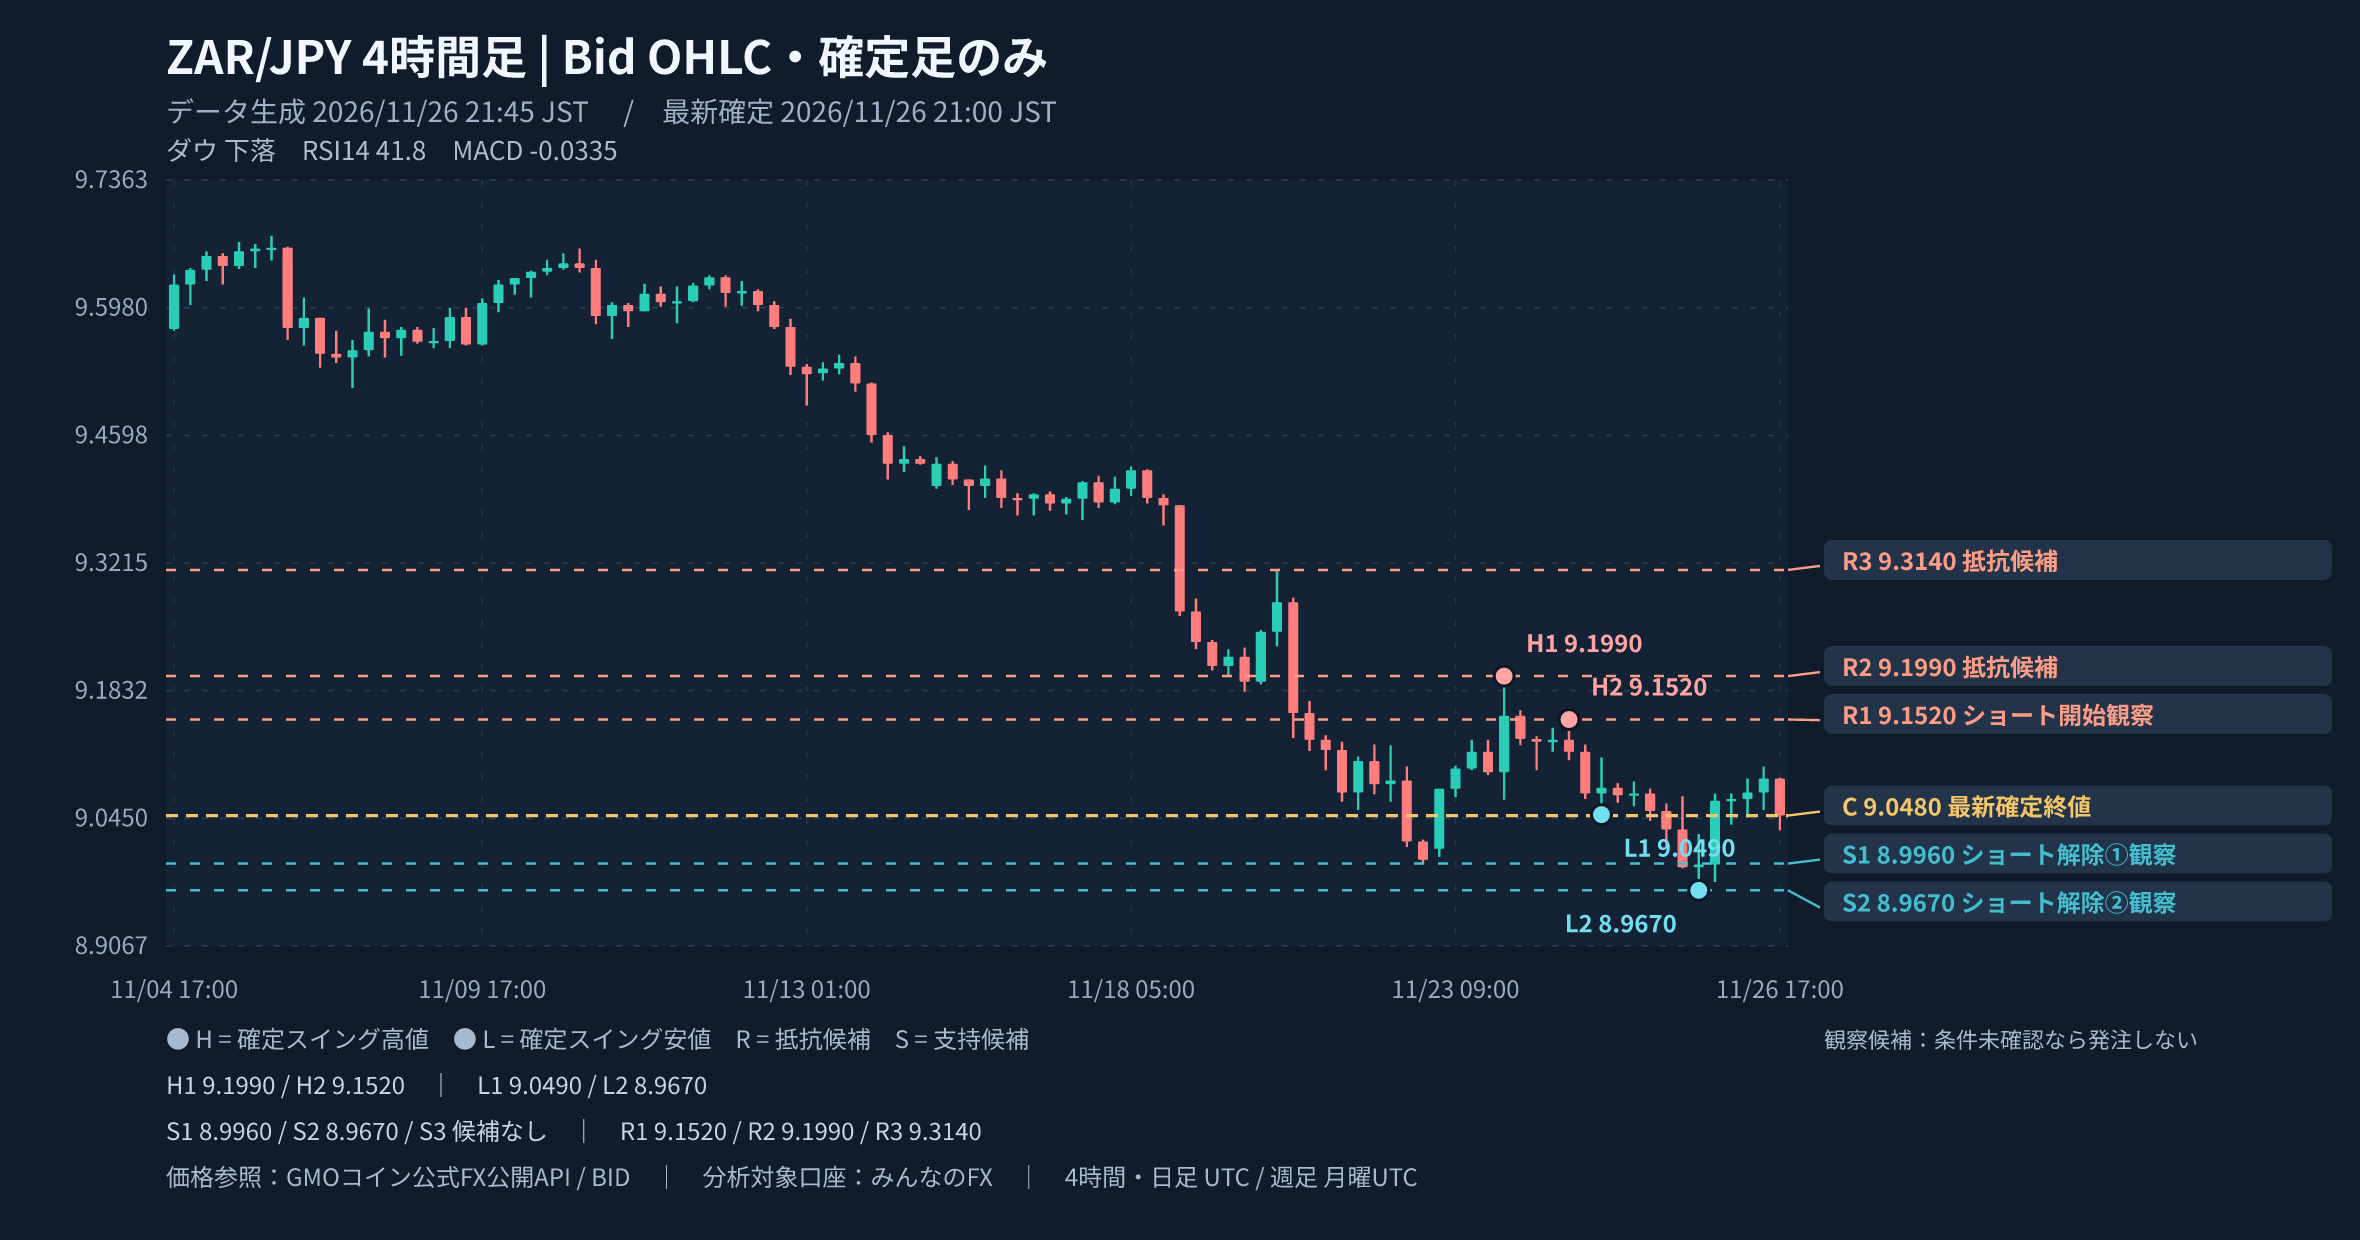 ZAR/JPY 4時間足 | Bid OHLC・確定足のみ
データ生成 2026/11/26 21:45 JST / 最新確定 2026/11/26 21:00 JST
ダウ 下落 RSI14 41.8 MACD -0.0335
9.7363
9.5980
9.4598
9.3215
9.1832
9.0450
8.9067
R3 9.3140 抵抗候補
H1 9.1990
R2 9.1990 抵抗候補
H2 9.1520
R1 9.1520 ショート開始観察
C 9.0480 最新確定終値
L1 9.0490
S1 8.9960 ショート解除①観察
S2 8.9670 ショート解除②観察
L2 8.9670
11/04 17:00
11/09 17:00
11/13 01:00
11/18 05:00
11/23 09:00
11/26 17:00
● H = 確定スイング高値 ● L = 確定スイング安値 R = 抵抗候補 S = 支持候補
観察候補：条件未確認なら発注しない
H1 9.1990 / H2 9.1520 ｜ L1 9.0490 / L2 8.9670
S1 8.9960 / S2 8.9670 / S3 候補なし ｜ R1 9.1520 / R2 9.1990 / R3 9.3140
価格参照：GMOコイン公式FX公開API / BID ｜ 分析対象口座：みんなのFX ｜ 4時間・日足 UTC / 週足 月曜UTC